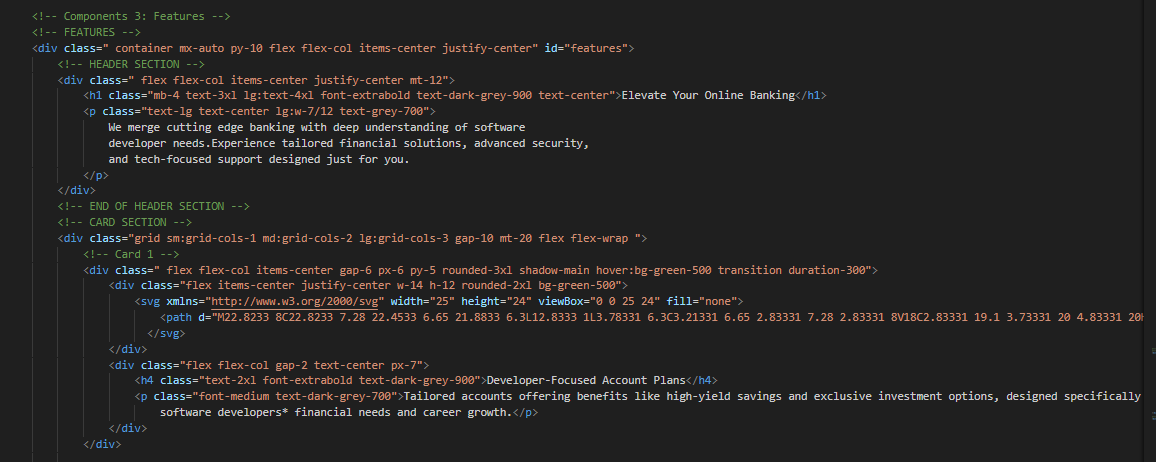 <!-- Components 3: Features -->
<!-- FEATURES -->
<div class=" container mx-auto py-10 flex flex-col items-center justify-center" id="features">
<!-- HEADER SECTION -->
<div class=" flex flex-col items-center justify-center mt-12">
<h1 class="mb-4 text-3xl lg:text-4xl font-extrabold text-dark-grey-900 text-center">Elevate Your Online Banking</h1>
<p class="text-lg text-center lg:w-7/12 text-grey-700">
We merge cutting edge banking with deep understanding of software
developer needs.Experience tailored financial solutions, advanced security,
and tech-focused support designed just for you.
</p>
</div>
<!-- END OF HEADER SECTION -->
<!-- CARD SECTION -->
<div class="grid sm:grid-cols-1 md:grid-cols-2 lg:grid-cols-3 gap-10 mt-20 flex flex-wrap ">
<!-- Card 1 -->
<div class=" flex flex-col items-center gap-6 px-6 py-5 rounded-3xl shadow-main hover:bg-green-500 transition duration-300">
<div class="flex items-center justify-center w-14 h-12 rounded-2xl bg-green-500">
<svg xmlns="http://www.w3.org/2000/svg" width="25" height="24" viewBox="0 0 25 24" fill="none">
<path d="M22.8233 8C22.8233 7.28 22.4533 6.65 21.8833 6.3L12.8333 1L3.78331 6.3C3.21331 6.65 2.83331 7.28 2.83331 8V18C2.83331 19.1 3.73331 20 4.83331 20H
</svg>
</div>
<div class="flex flex-col gap-2 text-center px-7">
<h4 class="text-2xl font-extrabold text-dark-grey-900">Developer-Focused Account Plans</h4>
<p class="font-medium text-dark-grey-700">Tailored accounts offering benefits like high-yield savings and exclusive investment options, designed specifically
software developers* financial needs and career growth.</p>
</div>
</div>